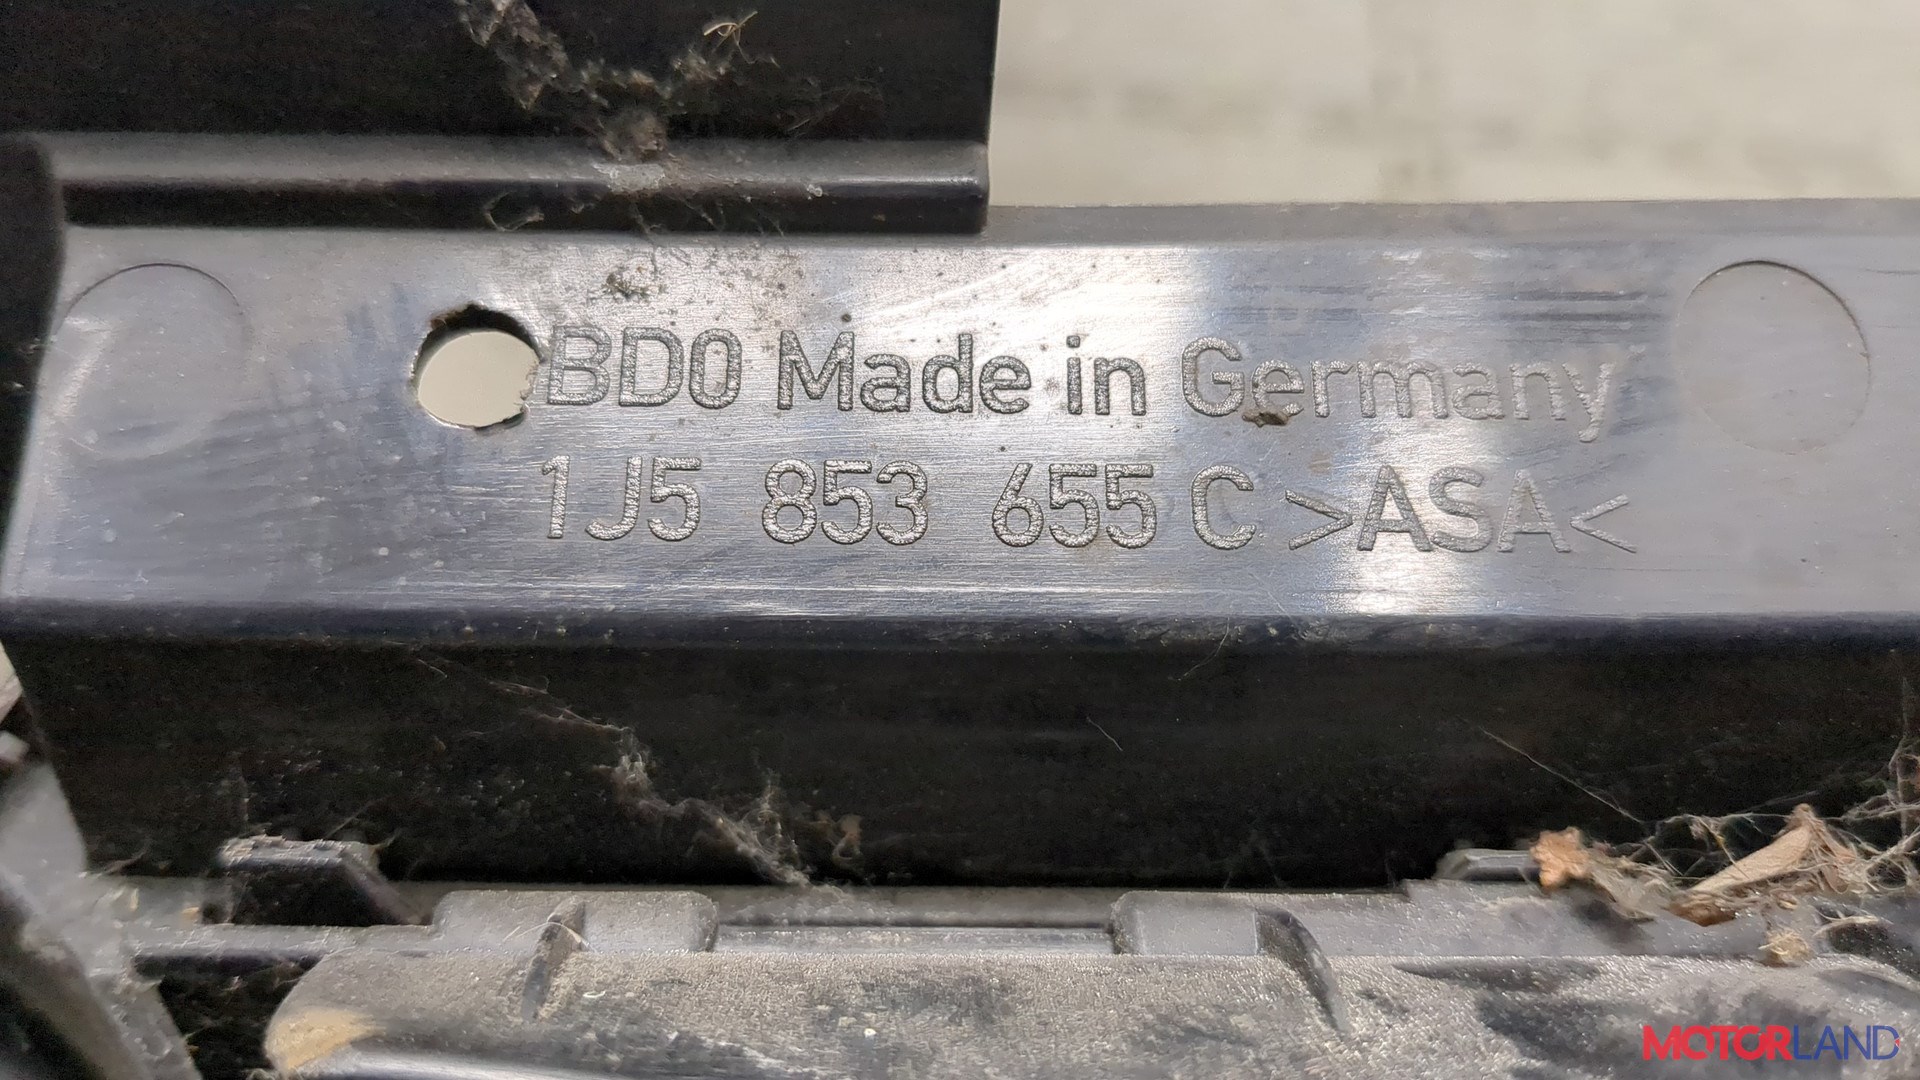 BD0 Made in Germany
1J5 853 655 C >ASA<
MOTORLAND